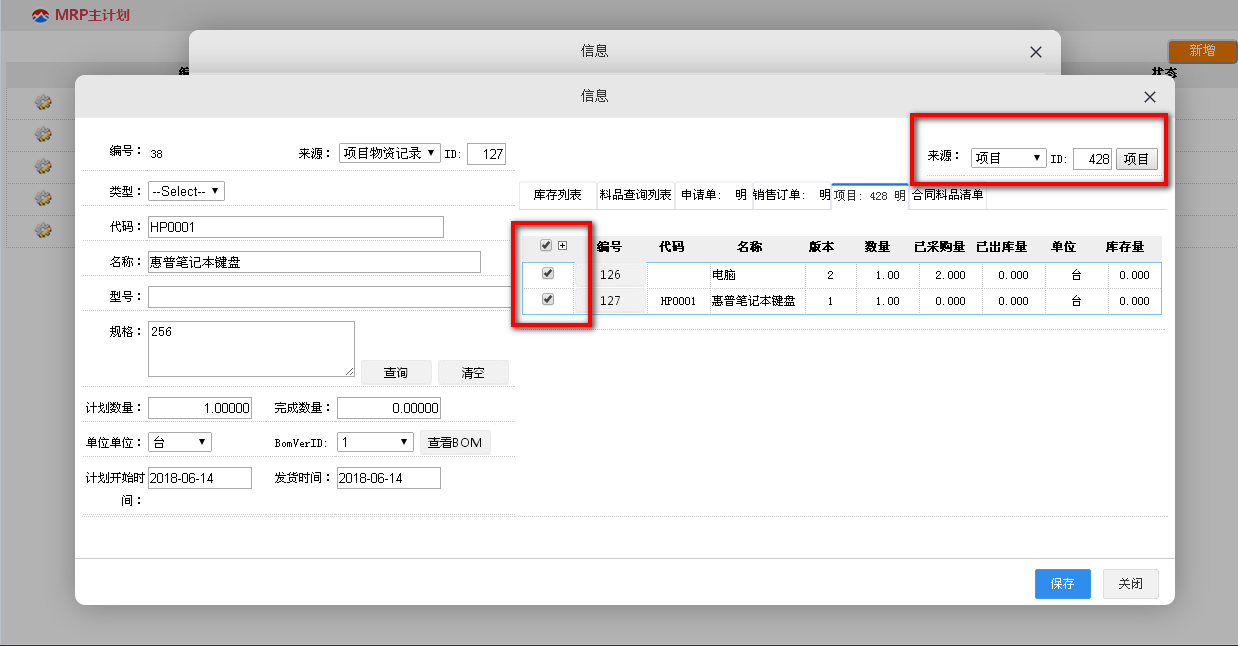 MRP主计划
信息
新增
编
状态
信息
编号： 38 来源： 项目物资记录 ID: 127
来源： 项目 ID: 428 项目
类型： --Select--
库存列表 料品查询列表 申请单: 明 销售订单: 明 项目: 428 明 合同料品清单
代码： HP0001
名称： 惠普笔记本键盘
型号：
规格： 256
查询 清空
计划数量： 1.00000 完成数量： 0.00000
单位单位： 台 BomVerID: 1 查看BOM
计划开始时间： 2018-06-14 发货时间： 2018-06-14
编号 代码 名称 版本 数量 已采购量 已出库量 单位 库存量
126 电脑 2 1.00 2.000 0.000 台 0.000
127 HP0001 惠普笔记本键盘 1 1.00 0.000 0.000 台 0.000
保存 关闭